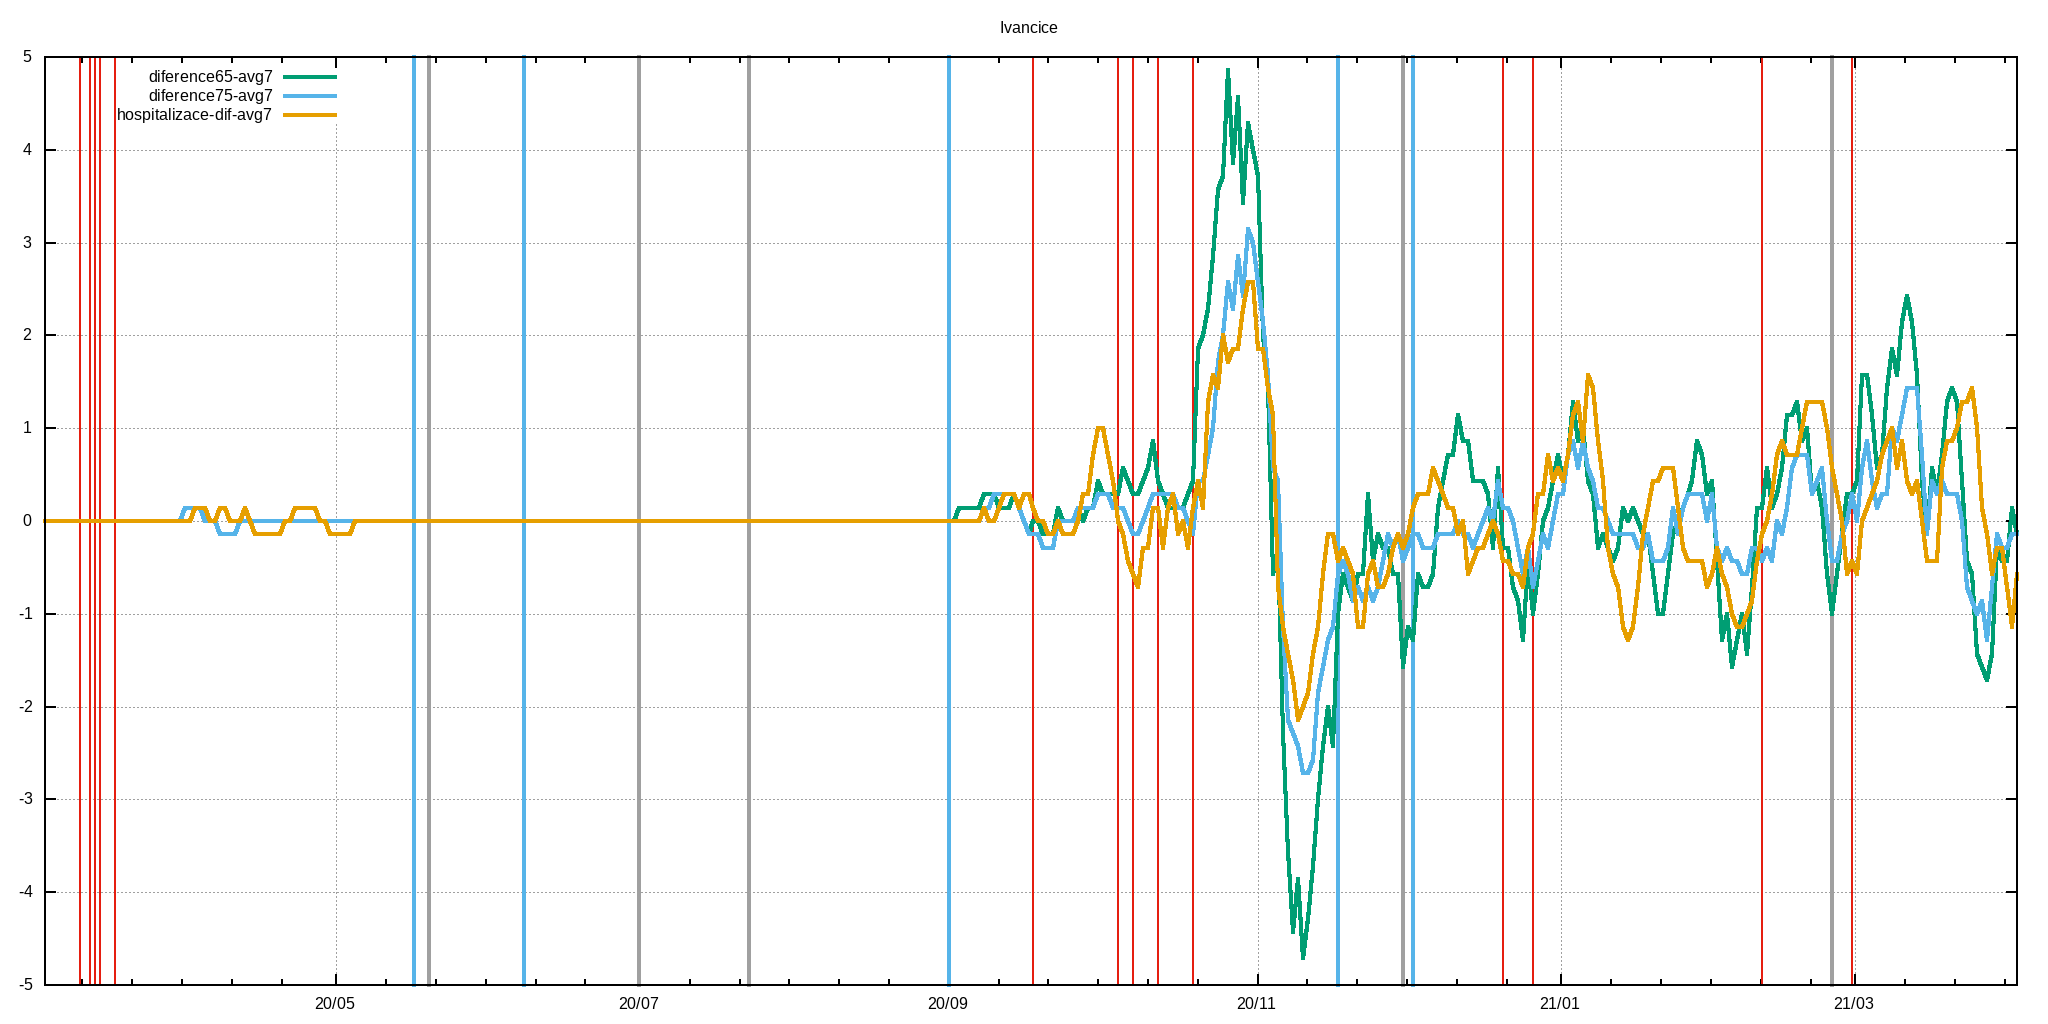 Ivancice
diference65-avg7
diference75-avg7
hospitalizace-dif-avg7
5
4
3
2
1
0
-1
-2
-3
-4
-5
20/05 20/07 20/09 20/11 21/01 21/03